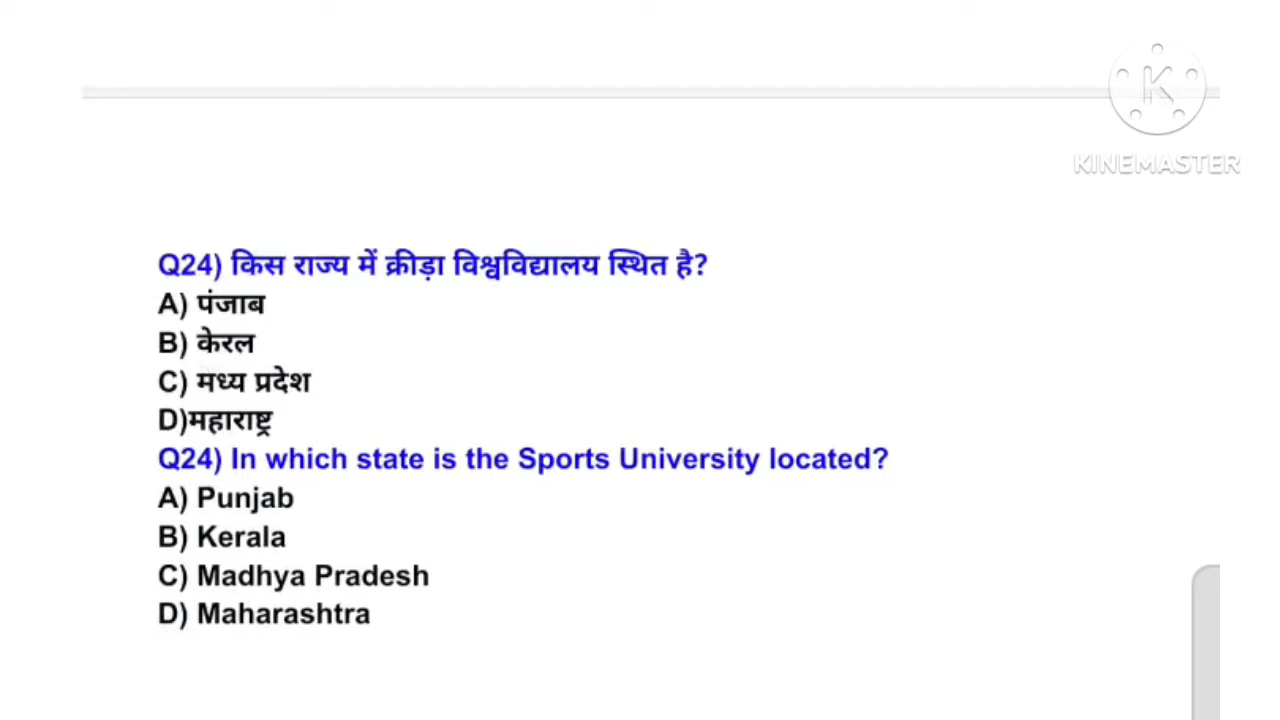 K
KINEMASTER
Q24) किस राज्य में क्रीड़ा विश्वविद्यालय स्थित है?
A) पंजाब
B) केरल
C) मध्य प्रदेश
D)महाराष्ट्र
Q24) In which state is the Sports University located?
A) Punjab
B) Kerala
C) Madhya Pradesh
D) Maharashtra